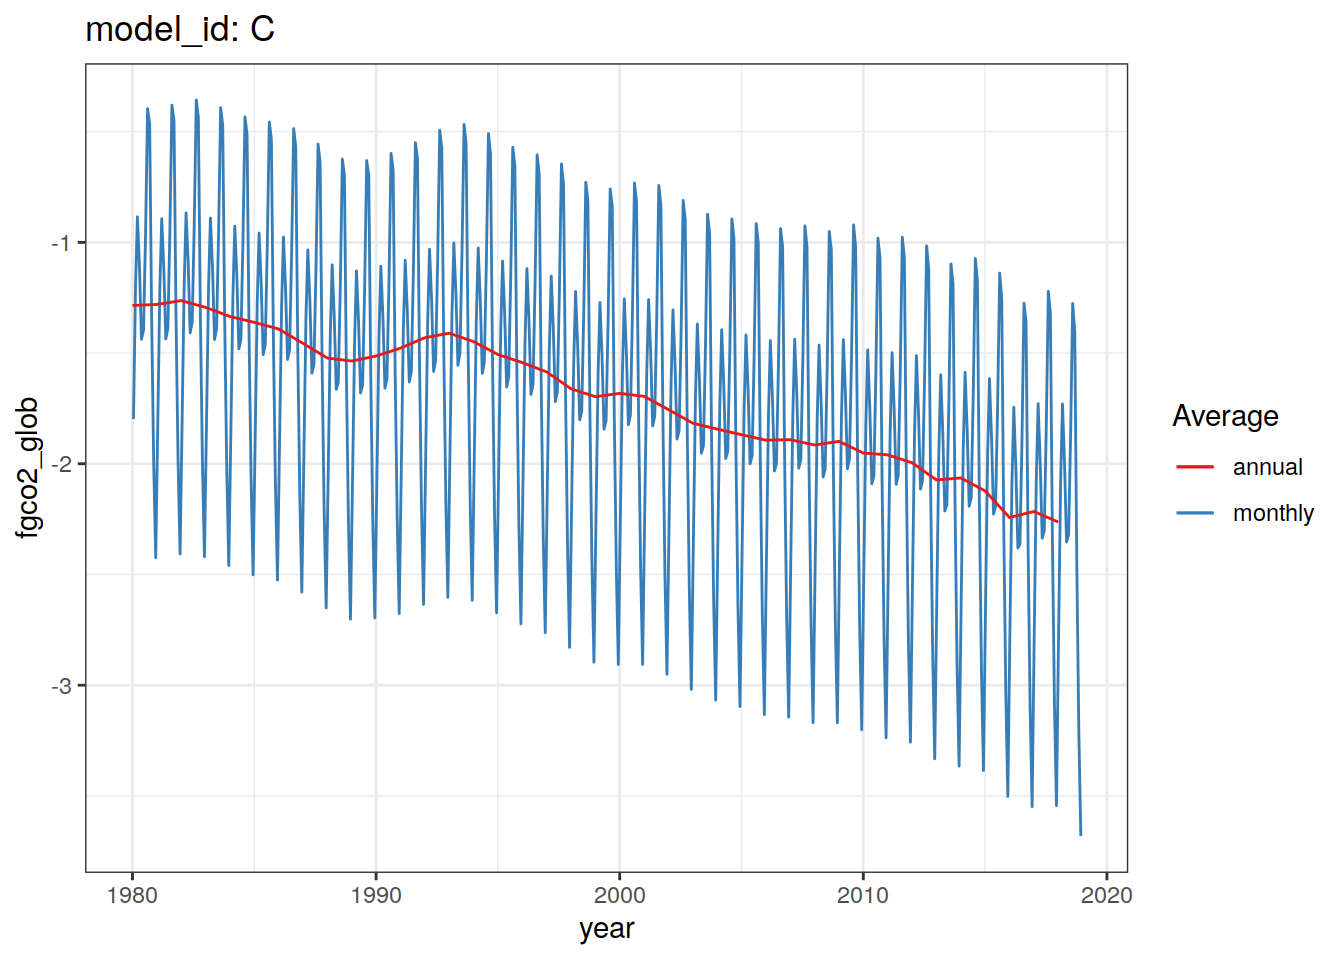 model_id: C
fgco2_glob
-1
-2
-3
1980
1990
2000
2010
2020
year
Average
annual
monthly